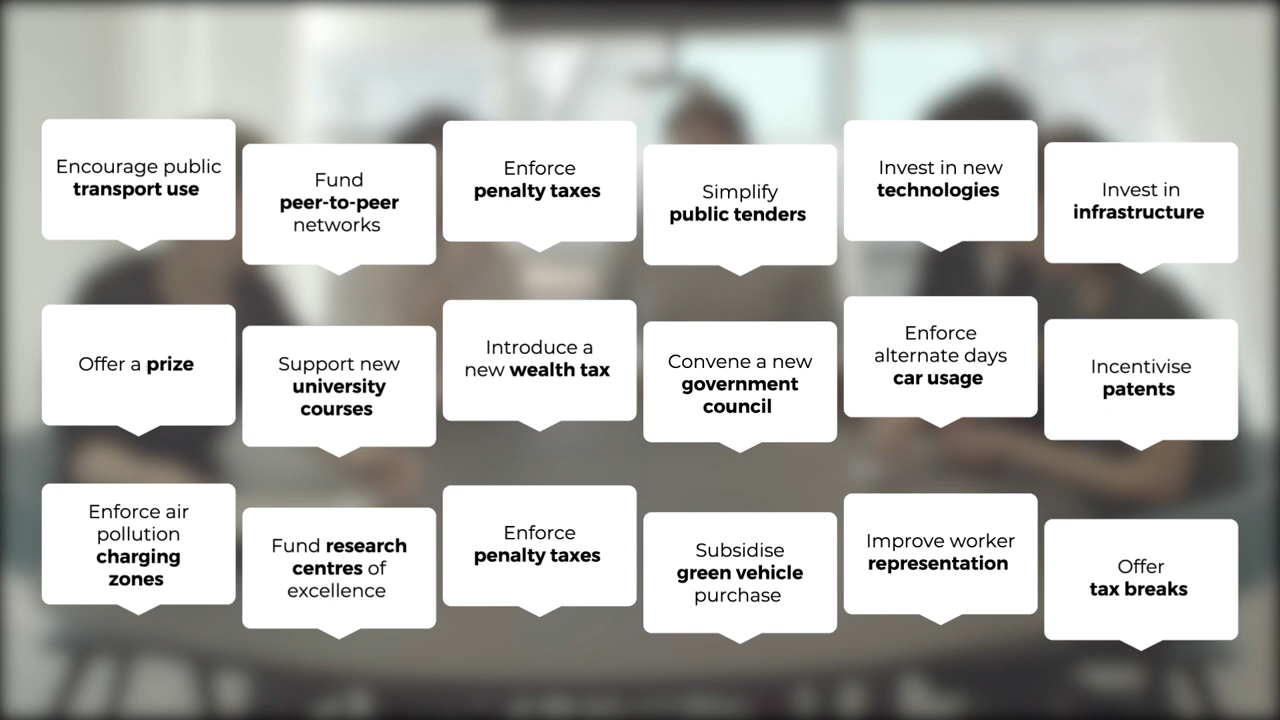 Encourage public
transport use
Fund
peer-to-peer
networks
Enforce
penalty taxes
Simplify
public tenders
Invest in new
technologies
Invest in
infrastructure
Offer a prize
Support new
university
courses
Introduce a
new wealth tax
Convene a new
government
council
Enforce
alternate days
car usage
Incentivise
patents
Enforce air
pollution
charging
zones
Fund research
centres of
excellence
Enforce
penalty taxes
Subsidise
green vehicle
purchase
Improve worker
representation
Offer
tax breaks